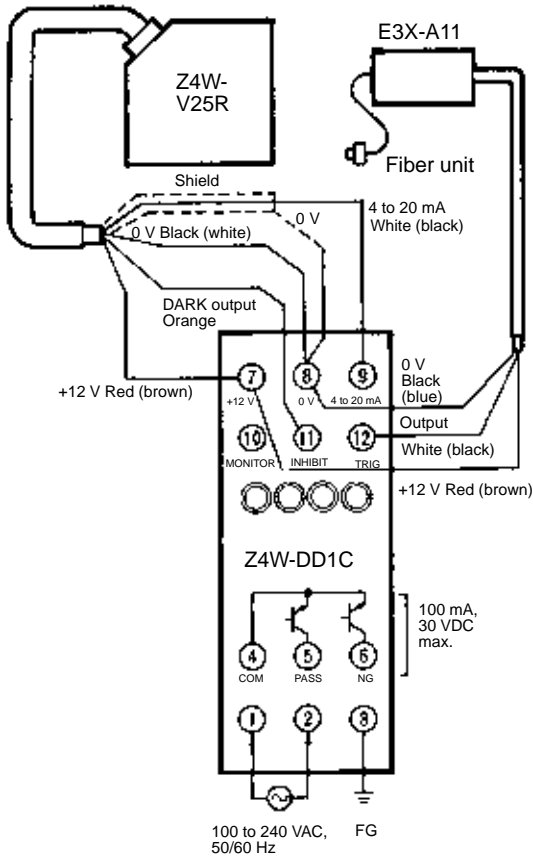 E3X-A11
Z4W-
V25R
Fiber unit
Shield
4 to 20 mA
White (black)
0 V
0 V Black (white)
DARK output
Orange
0 V
Black
(blue)
7
8
9
+12 V Red (brown)
+12 V
0 V
4 to 20 mA
Output
10
11
12
White (black)
MONITOR
INHIBIT
TRIG
+12 V Red (brown)
Z4W-DD1C
100 mA,
30 VDC
max.
4
5
6
COM
PASS
NG
1
2
3
100 to 240 VAC,
50/60 Hz
FG